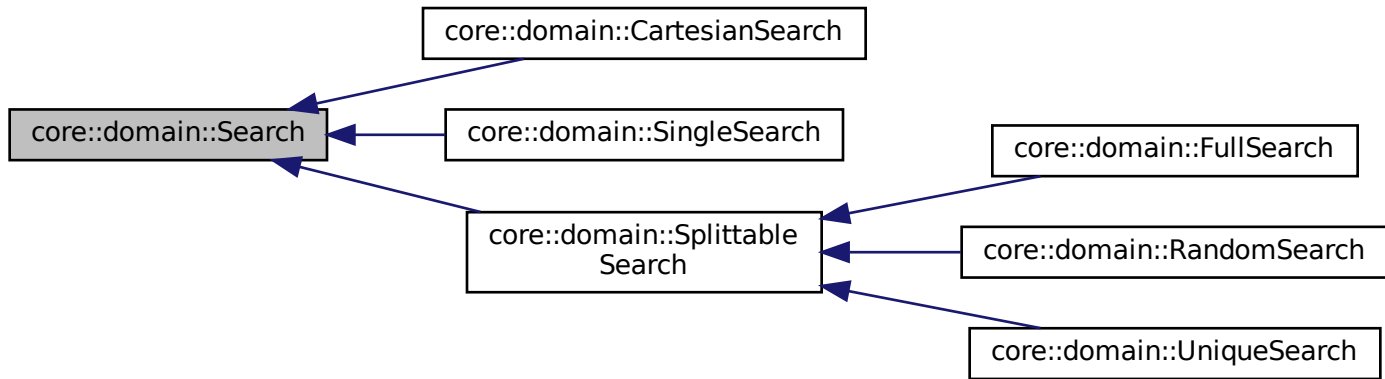 core::domain::CartesianSearch
core::domain::Search
core::domain::SingleSearch
core::domain::FullSearch
core::domain::Splittable
Search
core::domain::RandomSearch
core::domain::UniqueSearch